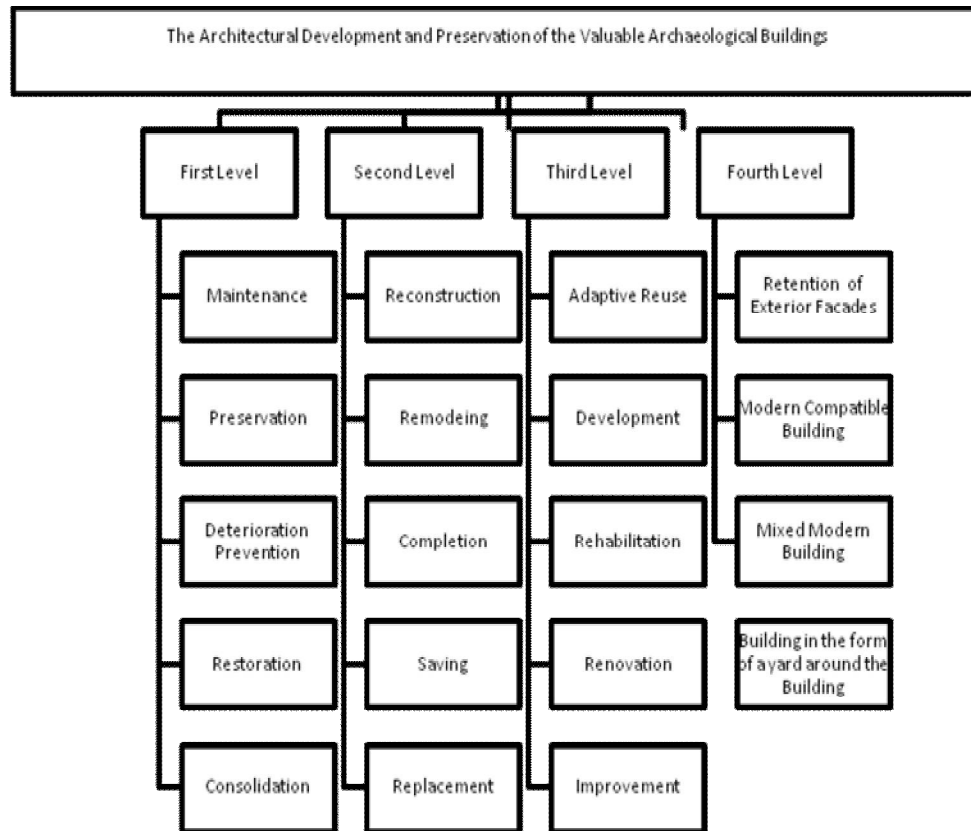 The Architectural Development and Preservation of the Valuable Archaeological Buildings
First Level
Second Level
Third Level
Fourth Level
Maintenance
Reconstruction
Adaptive Reuse
Retention of
Exterior Facades
Preservation
Remodeing
Development
Modern Compatible
Building
Deterioration
Prevention
Completion
Rehabilitation
Mixed Modern
Building
Restoration
Saving
Renovation
Building in the form
of a yard around the
Building
Consolidation
Replacement
Improvement